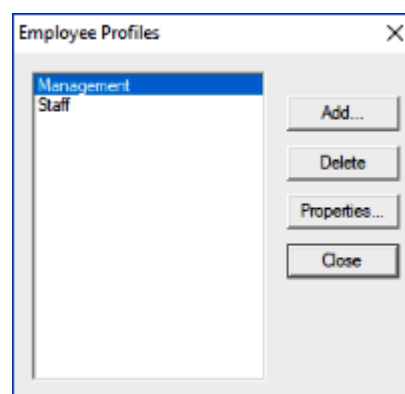 Employee Profiles
Management
Staff
Add...
Delete
Properties...
Close